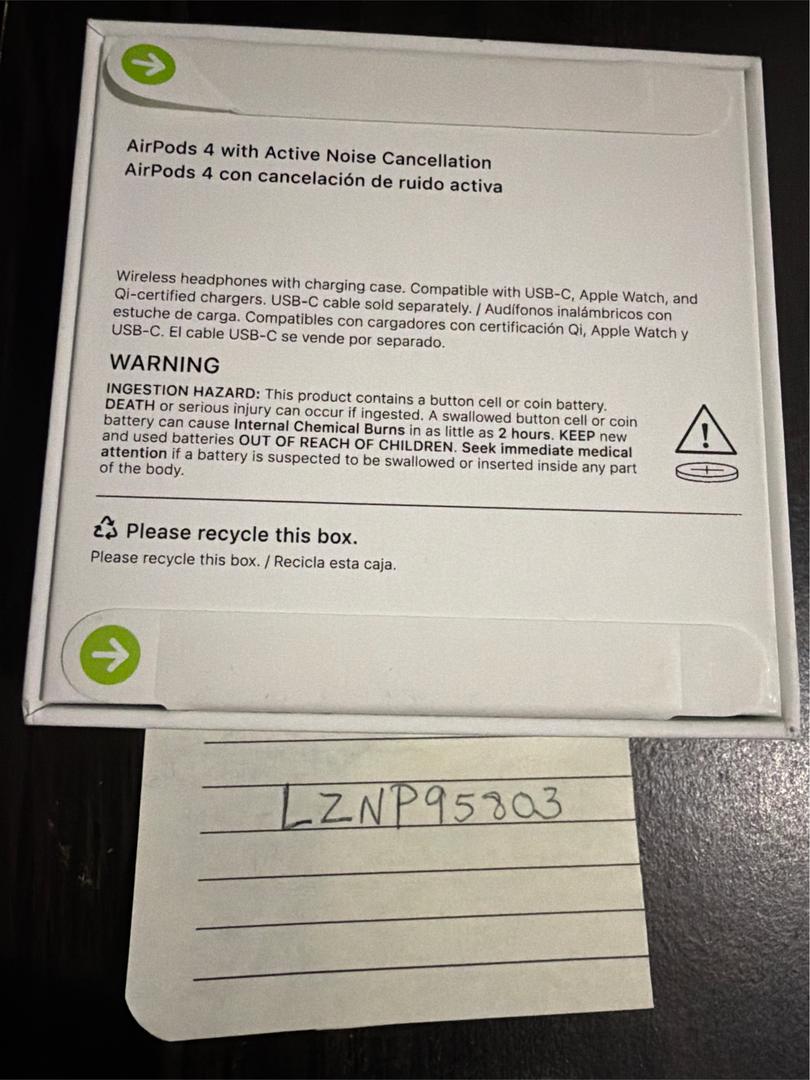 AirPods 4 with Active Noise Cancellation
AirPods 4 con cancelación de ruido activa
Wireless headphones with charging case. Compatible with USB-C, Apple Watch, and
Qi-certified chargers. USB-C cable sold separately. / Audífonos inalámbricos con
estuche de carga. Compatibles con cargadores con certificación Qi, Apple Watch y
USB-C. El cable USB-C se vende por separado.
WARNING
INGESTION HAZARD: This product contains a button cell or coin battery.
DEATH or serious injury can occur if ingested. A swallowed button cell or coin
battery can cause Internal Chemical Burns in as little as 2 hours. KEEP new
and used batteries OUT OF REACH OF CHILDREN. Seek immediate medical
attention if a battery is suspected to be swallowed or inserted inside any part
of the body.
Please recycle this box.
Please recycle this box. / Recicla esta caja.
LZNP95803